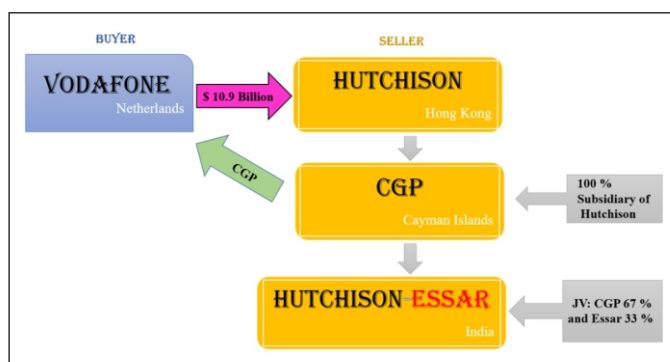 BUYER
SELLER
VODAFONE
Netherlands
$ 10.9 Billion
HUTCHISON
Hong Kong
CGP
CGP
Cayman Islands
100 %
Subsidiary of
Hutchison
HUTCHISON-ESSAR
India
JV: CGP 67 %
and Essar 33 %